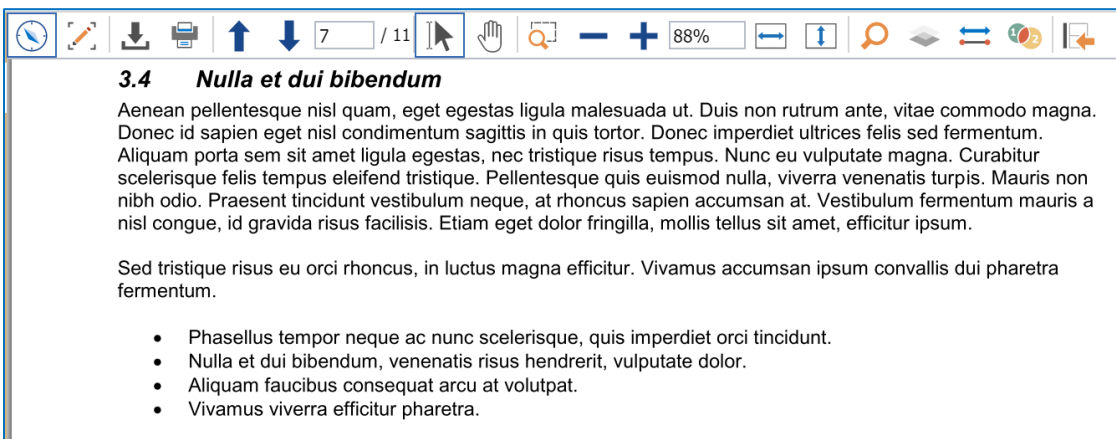 7 / 11 88%
1 2
3.4 Nulla et dui bibendum
Aenean pellentesque nisl quam, eget egestas ligula malesuada ut. Duis non rutrum ante, vitae commodo magna.
Donec id sapien eget nisl condimentum sagittis in quis tortor. Donec imperdiet ultrices felis sed fermentum.
Aliquam porta sem sit amet ligula egestas, nec tristique risus tempus. Nunc eu vulputate magna. Curabitur
scelerisque felis tempus eleifend tristique. Pellentesque quis euismod nulla, viverra venenatis turpis. Mauris non
nibh odio. Praesent tincidunt vestibulum neque, at rhoncus sapien accumsan at. Vestibulum fermentum mauris a
nisl congue, id gravida risus facilisis. Etiam eget dolor fringilla, mollis tellus sit amet, efficitur ipsum.
Sed tristique risus eu orci rhoncus, in luctus magna efficitur. Vivamus accumsan ipsum convallis dui pharetra
fermentum.
• Phasellus tempor neque ac nunc scelerisque, quis imperdiet orci tincidunt.
• Nulla et dui bibendum, venenatis risus hendrerit, vulputate dolor.
• Aliquam faucibus consequat arcu at volutpat.
• Vivamus viverra efficitur pharetra.